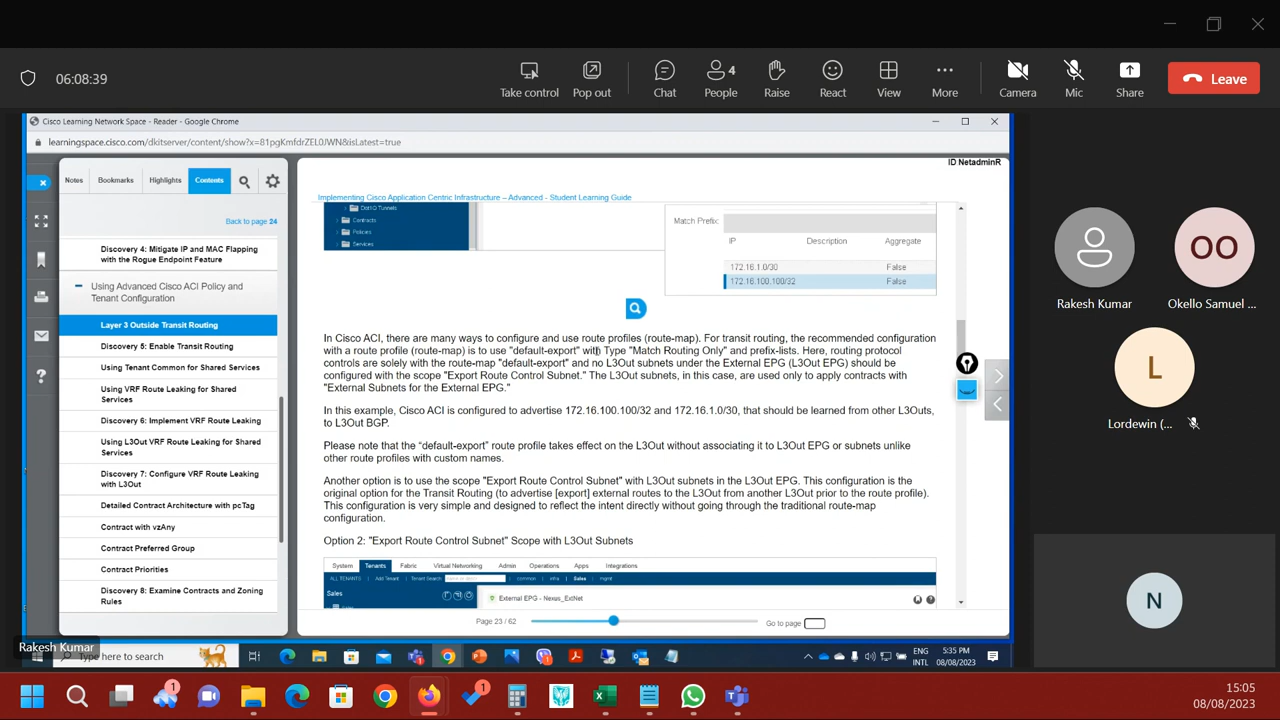 06:08:39
Take control
Pop out
Chat
4
People
Raise
React
View
More
Camera
Mic
Share
Leave
Cisco Learning Network Space - Reader - Google Chrome
learningspace.cisco.com/dkitserver/content/show?x=81pgKmfdrZEL0JWN&isLatest=true
ID NetadminR
Notes
Bookmarks
Highlights
Contents
Back to page 24
Discovery 4: Mitigate IP and MAC Flapping
with the Rogue Endpoint Feature
Using Advanced Cisco ACI Policy and
Tenant Configuration
Layer 3 Outside Transit Routing
Discovery 5: Enable Transit Routing
Using Tenant Common for Shared Services
Using VRF Route Leaking for Shared
Services
Discovery 6: Implement VRF Route Leaking
Using L3Out VRF Route Leaking for Shared
Services
Discovery 7: Configure VRF Route Leaking
with L3Out
Detailed Contract Architecture with pcTag
Contract with vzAny
Contract Preferred Group
Contract Priorities
Discovery 8: Examine Contracts and Zoning
Rules
Implementing Cisco Application Centric Infrastructure – Advanced - Student Learning Guide
Dot1Q Tunnels
Contracts
Policies
Services
Match Prefix:
IP Description Aggregate
172.16.1.0/30 False
172.16.100.100/32 False
In Cisco ACI, there are many ways to configure and use route profiles (route-map). For transit routing, the recommended configuration
with a route profile (route-map) is to use "default-export" with Type "Match Routing Only" and prefix-lists. Here, routing protocol
controls are solely with the route-map "default-export" and no L3Out subnets under the External EPG (L3Out EPG) should be
configured with the scope "Export Route Control Subnet." The L3Out subnets, in this case, are used only to apply contracts with
"External Subnets for the External EPG."
In this example, Cisco ACI is configured to advertise 172.16.100.100/32 and 172.16.1.0/30, that should be learned from other L3Outs,
to L3Out BGP.
Please note that the "default-export" route profile takes effect on the L3Out without associating it to L3Out EPG or subnets unlike
other route profiles with custom names.
Another option is to use the scope "Export Route Control Subnet" with L3Out subnets in the L3Out EPG. This configuration is the
original option for the Transit Routing (to advertise [export] external routes to the L3Out from another L3Out prior to the route profile).
This configuration is very simple and designed to reflect the intent directly without going through the traditional route-map
configuration.
Option 2: "Export Route Control Subnet" Scope with L3Out Subnets
System Tenants Fabric Virtual Networking Admin Operations Apps Integrations
ALL TENANTS Add Tenant Tenant Search: common infra Sales mgmt
Sales
External EPG - Nexus_ExtNet
Page 23 / 62
Go to page
Rakesh Kumar
Okello Samuel ...
OO
L
Lordewin (...
N
Rakesh Kumar
Type here to search
ENG
INTL
5:35 PM
08/08/2023
1
1
15:05
08/08/2023